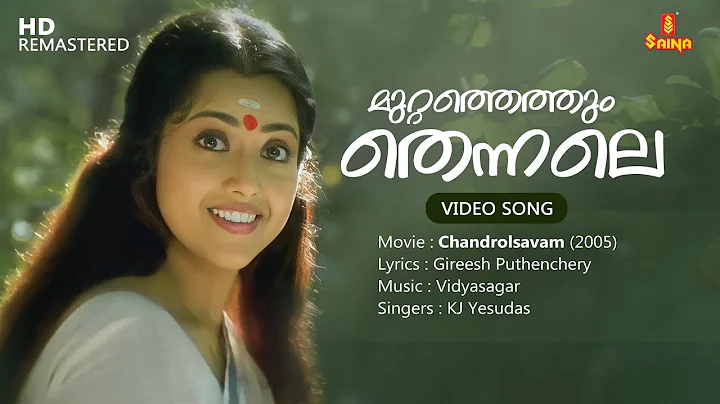 HD
REMASTERED
SAINA
മുറ്റത്തെത്തും
തെന്നലെ
VIDEO SONG
Movie : Chandrolsavam (2005)
Lyrics : Gireesh Puthenchery
Music : Vidyasagar
Singers : KJ Yesudas